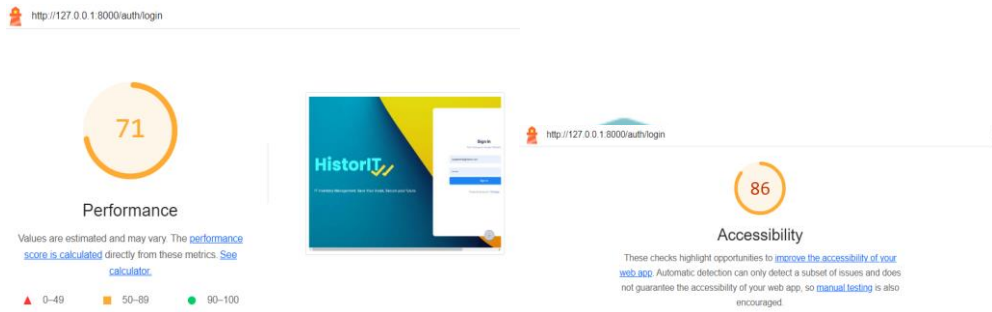 http://127.0.0.1:8000/auth/login
71
Performance
Values are estimated and may vary. The performance
score is calculated directly from these metrics. See
calculator.
0–49
50–89
90–100
HistorIT
Sign In
Sign In
http://127.0.0.1:8000/auth/login
86
Accessibility
These checks highlight opportunities to improve the accessibility of your
web app. Automatic detection can only detect a subset of issues and does
not guarantee the accessibility of your web app, so manual testing is also
encouraged.